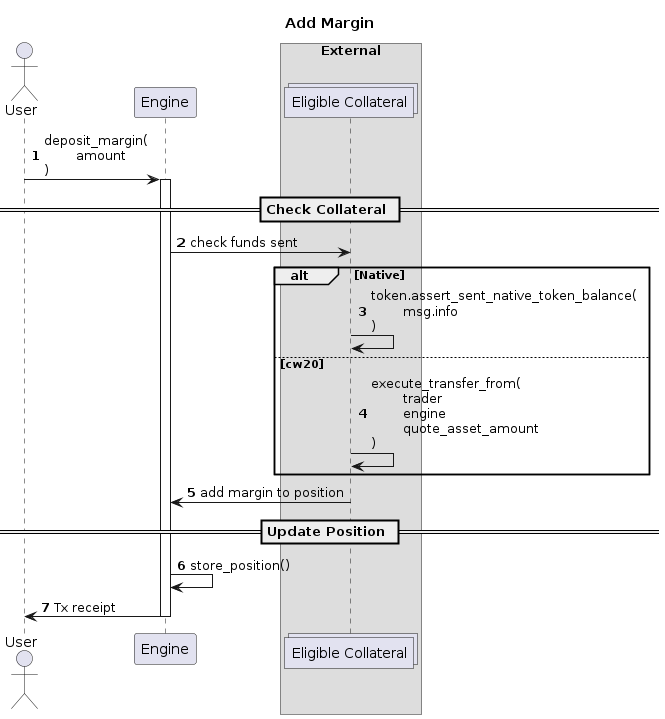 Add Margin
External
User
Engine
Eligible Collateral
deposit_margin(
1 amount
)
Check Collateral
2 check funds sent
alt [Native]
token.assert_sent_native_token_balance(
3 msg.info
)
[cw20]
execute_transfer_from(
trader
4 engine
quote_asset_amount
)
5 add margin to position
Update Position
6 store_position()
7 Tx receipt
User
Engine
Eligible Collateral